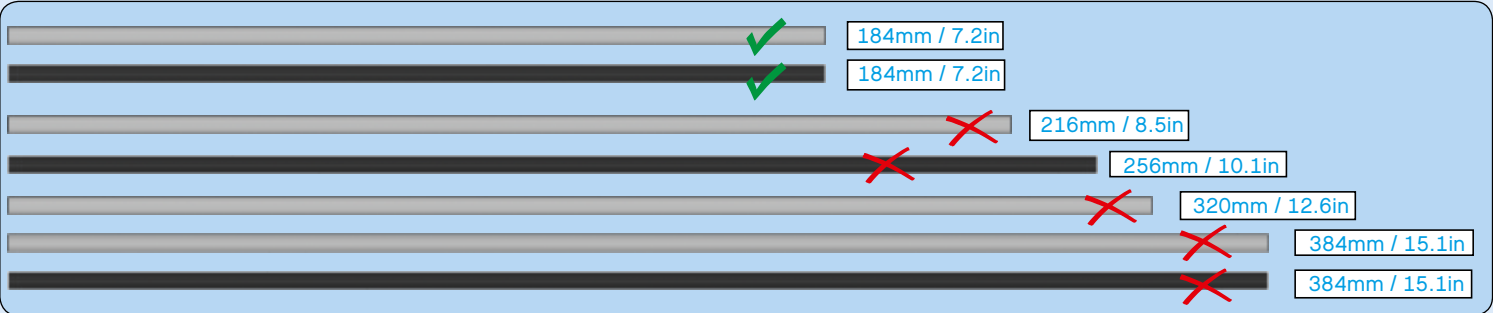 184mm / 7.2in
184mm / 7.2in
216mm / 8.5in
256mm / 10.1in
320mm / 12.6in
384mm / 15.1in
384mm / 15.1in